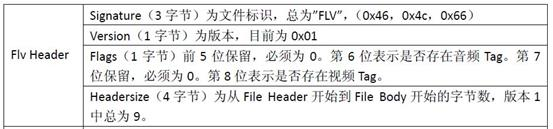 Signature（3 字节）为文件标识，总为”FLV”，（0x46，0x4c，0x66）
Version（1 字节）为版本，目前为 0x01
Flv Header
Flags（1 字节）前 5 位保留，必须为 0。第 6 位表示是否存在音频 Tag。第 7
位保留，必须为 0。第 8 位表示是否存在视频 Tag。
Headersize（4 字节）为从 File Header 开始到 File Body 开始的字节数，版本 1
中总为 9。